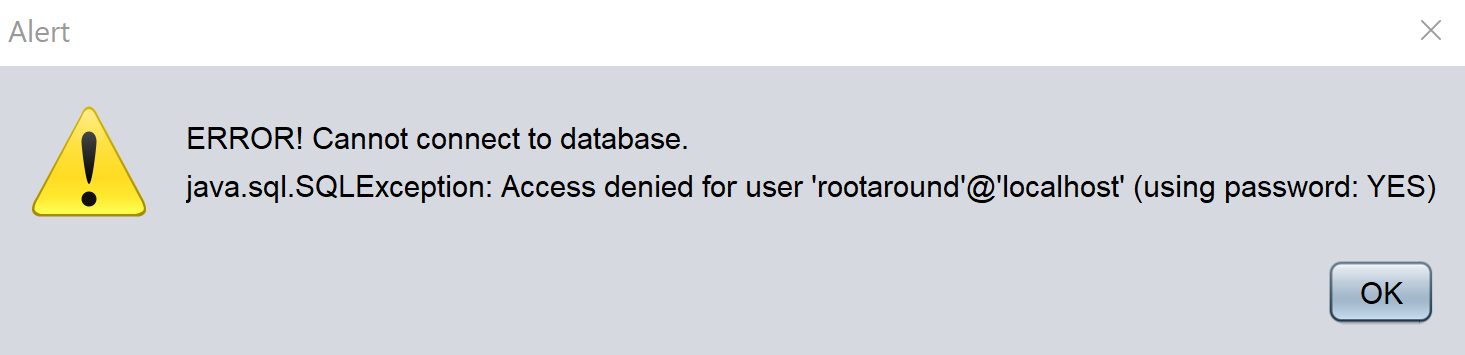 Alert
ERROR! Cannot connect to database.
java.sql.SQLException: Access denied for user 'rootaround'@'localhost' (using password: YES)
OK